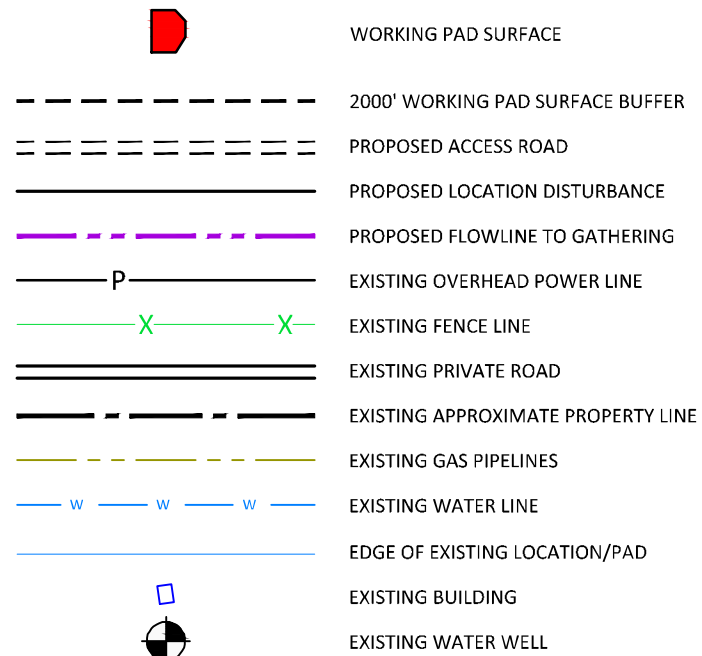 WORKING PAD SURFACE
2000' WORKING PAD SURFACE BUFFER
PROPOSED ACCESS ROAD
PROPOSED LOCATION DISTURBANCE
PROPOSED FLOWLINE TO GATHERING
P EXISTING OVERHEAD POWER LINE
X X EXISTING FENCE LINE
EXISTING PRIVATE ROAD
EXISTING APPROXIMATE PROPERTY LINE
EXISTING GAS PIPELINES
W W W EXISTING WATER LINE
EDGE OF EXISTING LOCATION/PAD
EXISTING BUILDING
EXISTING WATER WELL